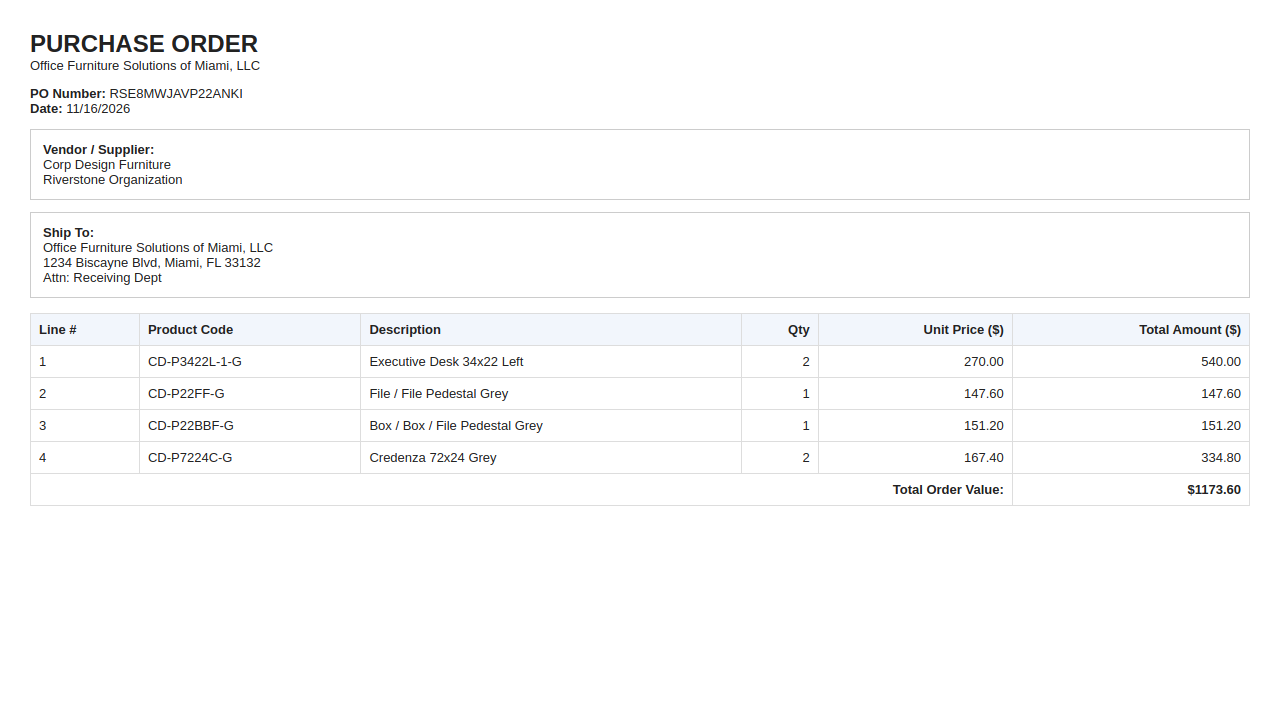 PURCHASE ORDER
Office Furniture Solutions of Miami, LLC
PO Number: RSE8MWJAVP22ANKI
Date: 11/16/2026
Vendor / Supplier:
Corp Design Furniture
Riverstone Organization
Ship To:
Office Furniture Solutions of Miami, LLC
1234 Biscayne Blvd, Miami, FL 33132
Attn: Receiving Dept
Line # Product Code Description Qty Unit Price ($) Total Amount ($)
1 CD-P3422L-1-G Executive Desk 34x22 Left 2 270.00 540.00
2 CD-P22FF-G File / File Pedestal Grey 1 147.60 147.60
3 CD-P22BBF-G Box / Box / File Pedestal Grey 1 151.20 151.20
4 CD-P7224C-G Credenza 72x24 Grey 2 167.40 334.80
Total Order Value: $1173.60